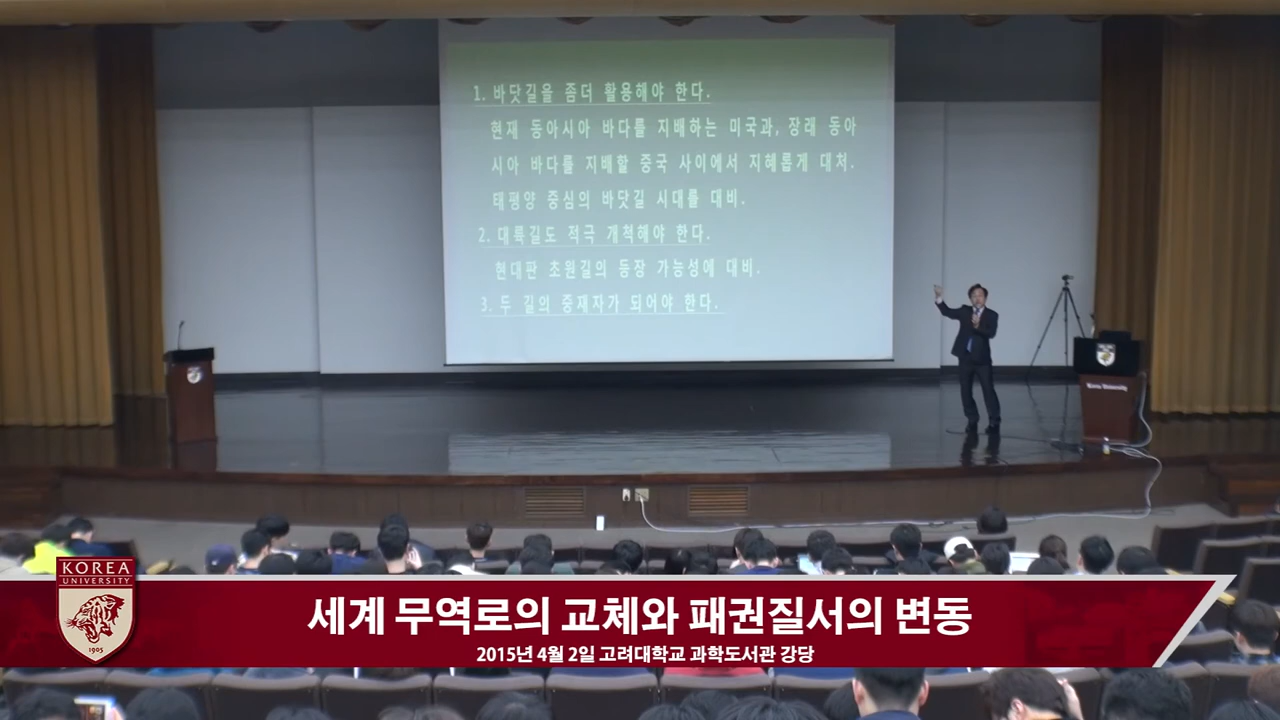 1. 바닷길을 좀더 활용해야 한다.
현재 동아시아 바다를 지배하는 미국과, 장래 동아
시아 바다를 지배할 중국 사이에서 지혜롭게 대처.
태평양 중심의 바닷길 시대를 대비.
2. 대륙길도 적극 개척해야 한다.
현대판 초원길의 등장 가능성에 대비.
3. 두 길의 중재자가 되어야 한다.
Korea University
KOREA
UNIVERSITY
1905
세계 무역로의 교체와 패권질서의 변동
2015년 4월 2일 고려대학교 과학도서관 강당